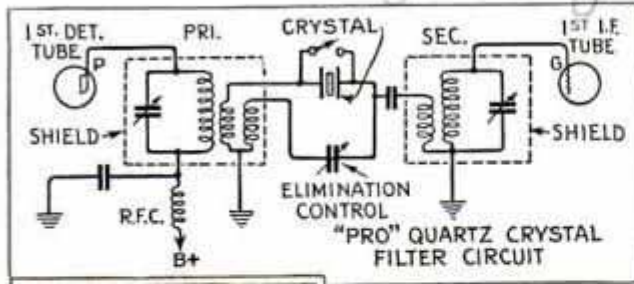 1ST. DET.
TUBE
P
PRI.
CRYSTAL
SEC.
1ST I.F.
TUBE
G
SHIELD
SHIELD
R.F.C.
B+
ELIMINATION
CONTROL
"PRO" QUARTZ CRYSTAL
FILTER CIRCUIT